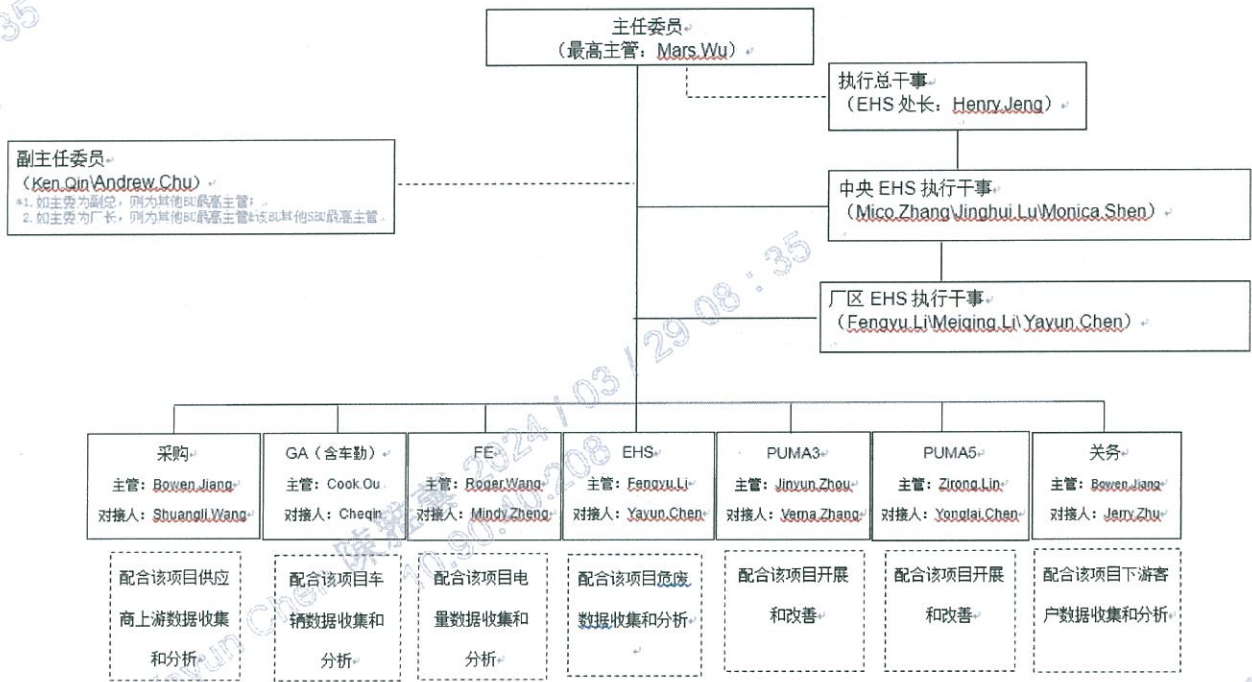 主任委员
（最高主管：Mars.Wu）
执行总干事
（EHS 处长：Henry.Jeng）
副主任委员
（Ken.Qin\Andrew.Chu）
*1.如主委为副总，则为其他BU最高主管；
2.如主委为厂长，则为其他BU最高主管&该BU其他SBU最高主管
中央 EHS 执行干事
（Mico.Zhang\Jinghui.Lu\Monica.Shen）
厂区 EHS 执行干事
（Fengyu.Li\Meiqing.Li\Yayun.Chen）
采购
主管：Bowen.Jiang
对接人：Shuangli.Wang
GA（含车勤）
主管：Cook.Ou
对接人：Cheqin
FE
主管：Roger.Wang
对接人：Mindy.Zheng
EHS
主管：Fengyu.Li
对接人：Yayun.Chen
PUMA3
主管：Jinyun.Zhou
对接人：Verna.Zhang
PUMA5
主管：Zirong.Lin
对接人：Yonglai.Chen
关务
主管：Bowen.Jiang
对接人：Jerry.Zhu
配合该项目供应
商上游数据收集
和分析
配合该项目车
辆数据收集和
分析
配合该项目电
量数据收集和
分析
配合该项目危废
数据收集和分析
配合该项目开展
和改善
配合该项目开展
和改善
配合该项目下游客
户数据收集和分析
2024 / 03 / 29 08：35
10.90.40.208
35